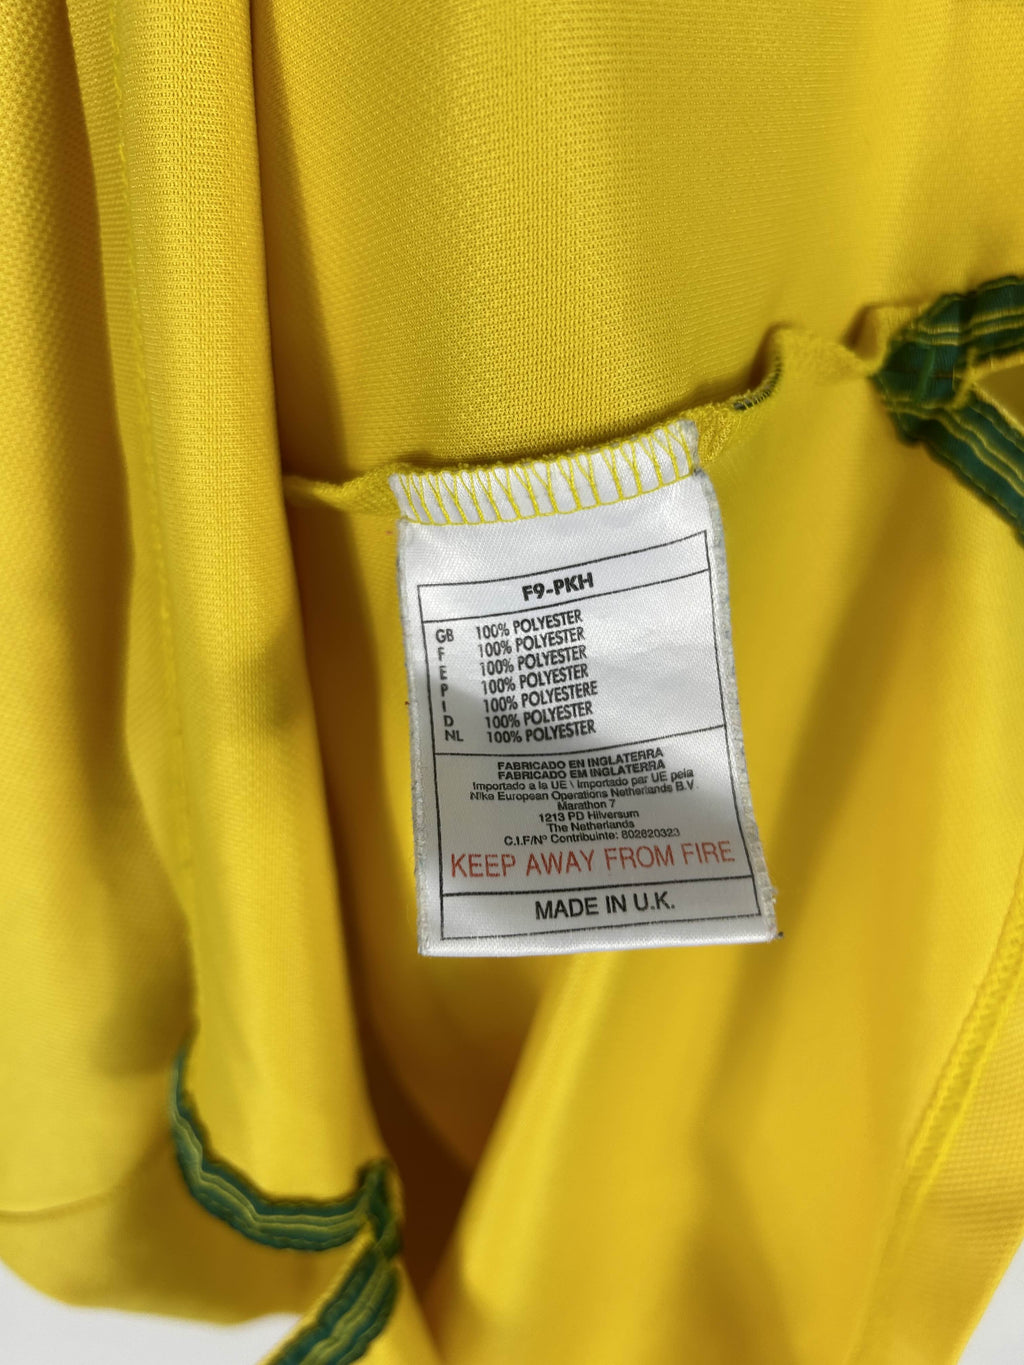 F9-PKH
GB 100% POLYESTER
F 100% POLYESTER
E 100% POLYESTER
P 100% POLYESTER
I 100% POLYESTERE
D 100% POLYESTER
NL 100% POLYESTER
FABRICADO EN INGLATERRA
FABRICADO EM INGLATERRA
Importado a la UE \ Importado par UE pela
Nike European Operations Netherlands B.V.
Marathon 7
1213 PD Hilversum
The Netherlands
C.I.F/Nº Contribuinte: 802820323
KEEP AWAY FROM FIRE
MADE IN U.K.